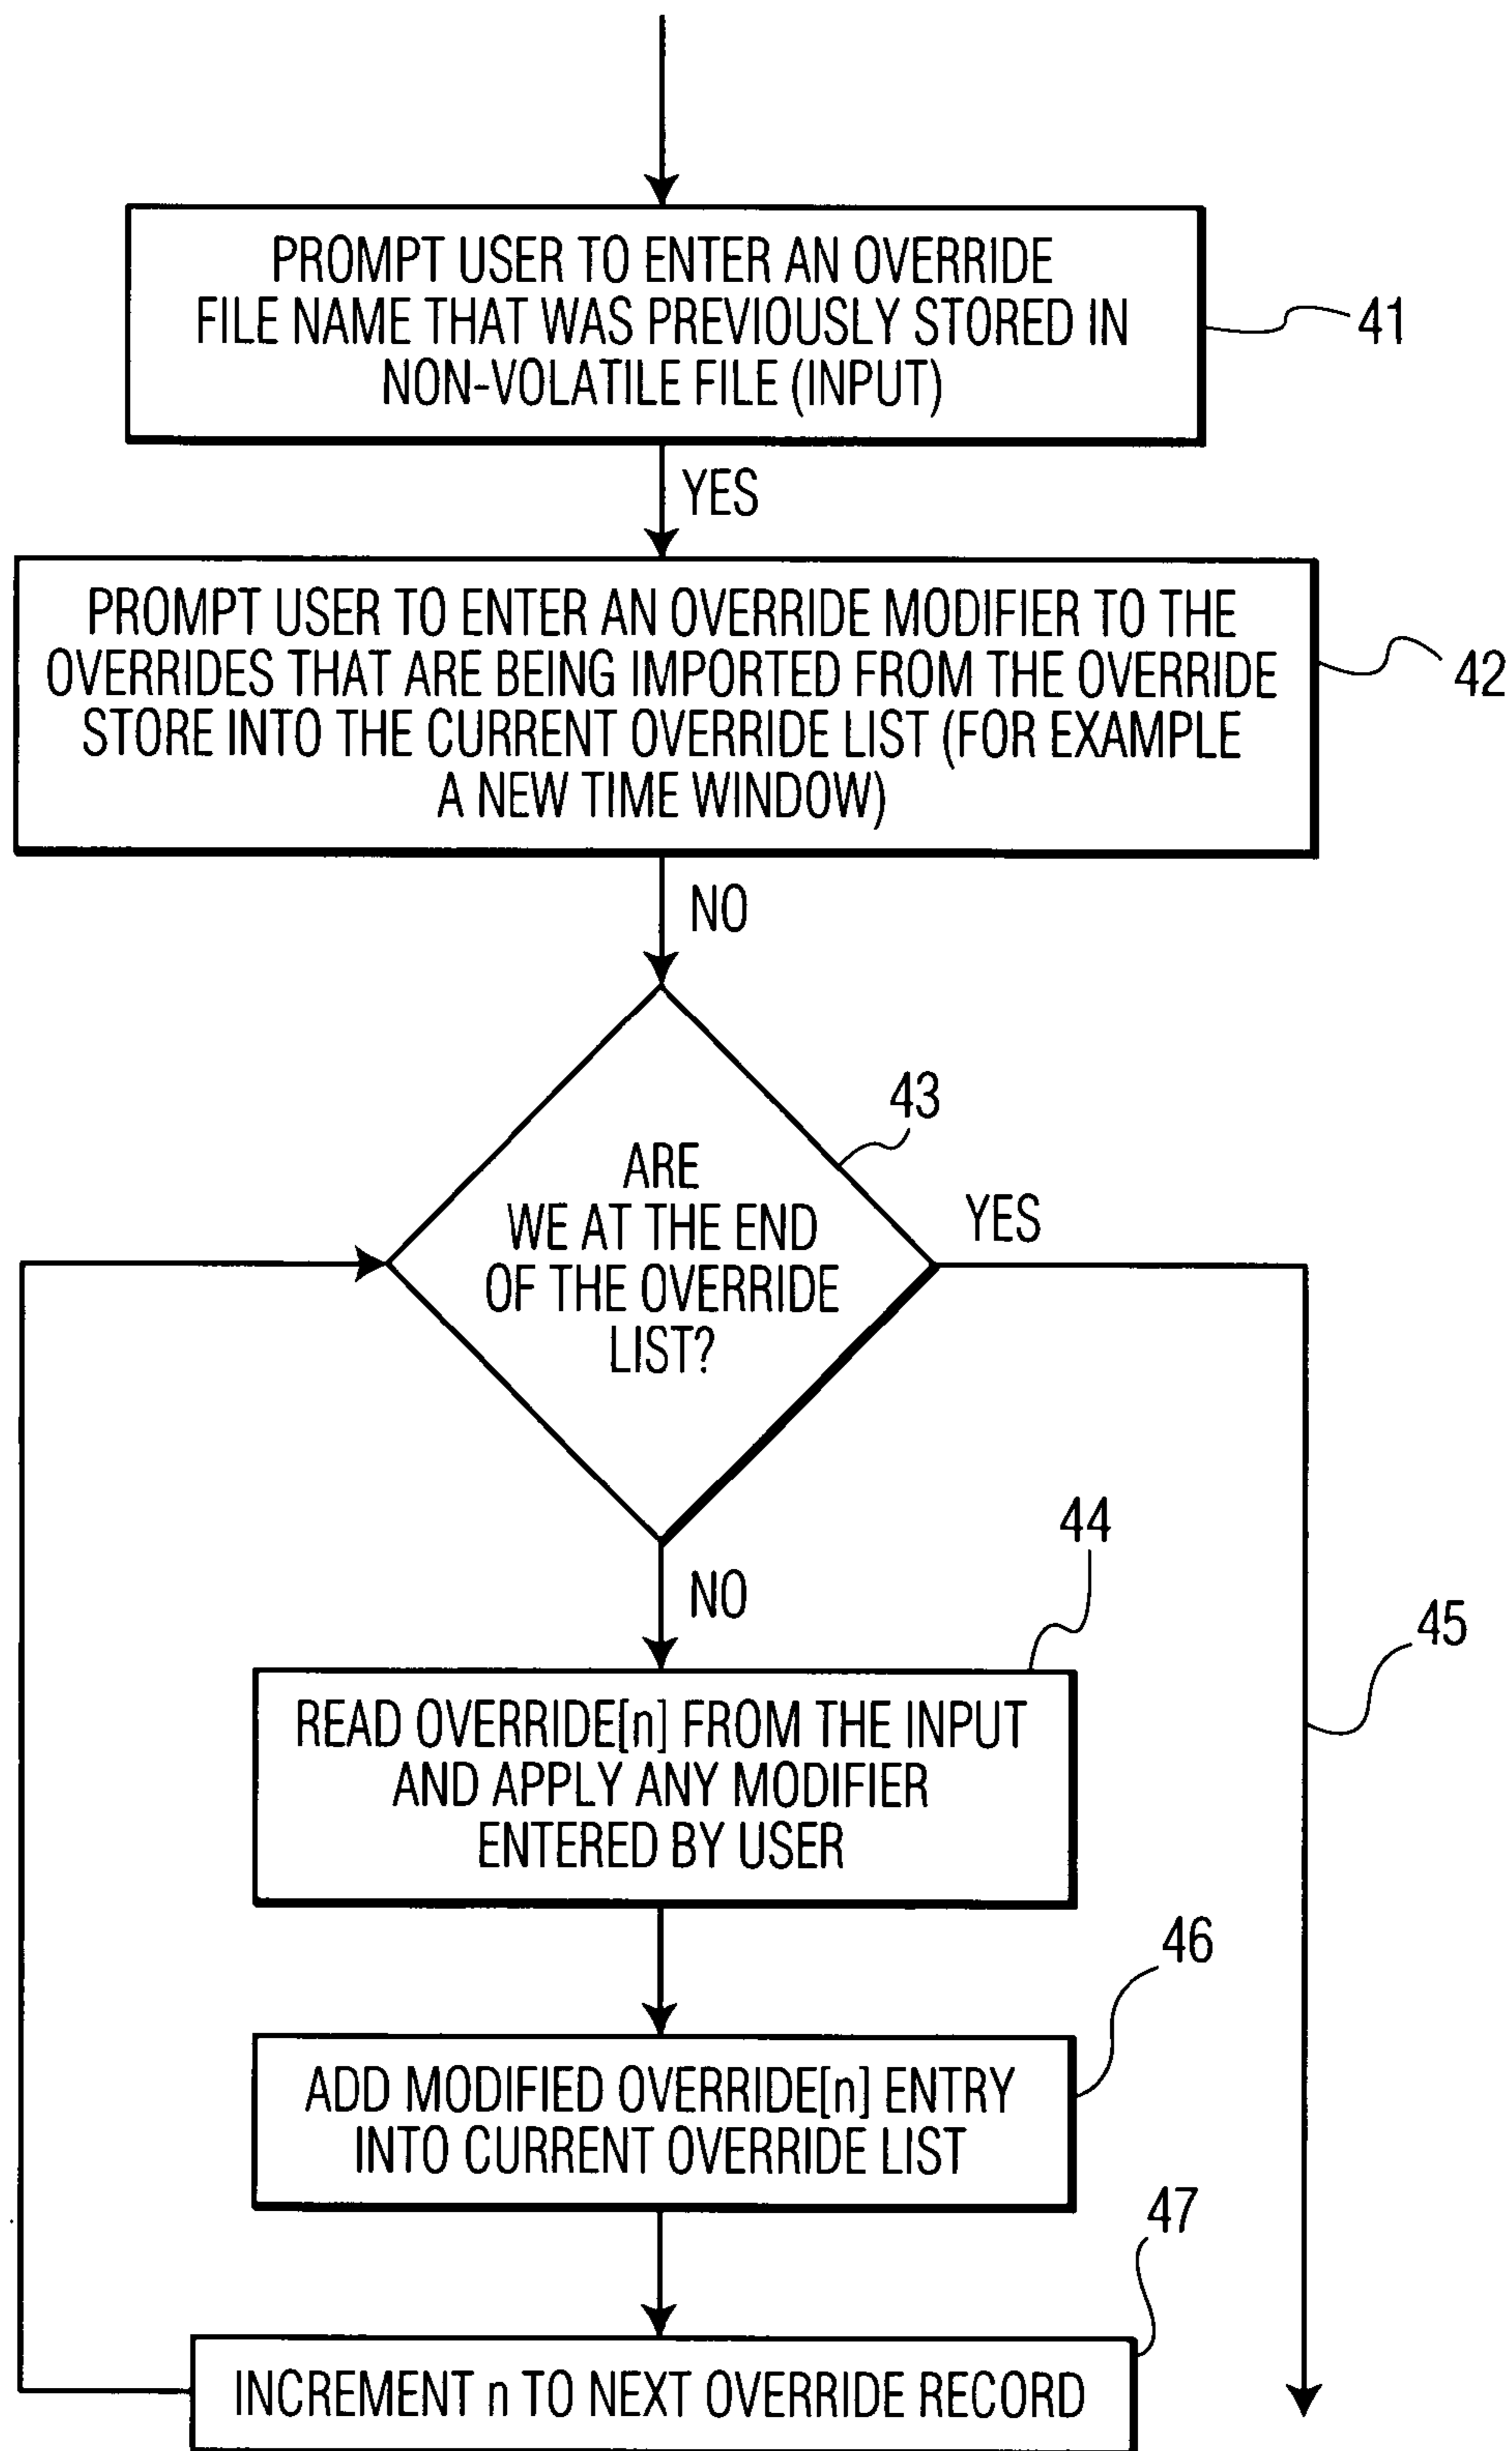 PROMPT USER TO ENTER AN OVERRIDE
FILE NAME THAT WAS PREVIOUSLY STORED IN
NON-VOLATILE FILE (INPUT)
41
YES
PROMPT USER TO ENTER AN OVERRIDE MODIFIER TO THE
OVERRIDES THAT ARE BEING IMPORTED FROM THE OVERRIDE
STORE INTO THE CURRENT OVERRIDE LIST (FOR EXAMPLE
A NEW TIME WINDOW)
42
NO
43
ARE
WE AT THE END
OF THE OVERRIDE
LIST?
YES
NO
44
45
READ OVERRIDE[n] FROM THE INPUT
AND APPLY ANY MODIFIER
ENTERED BY USER
46
ADD MODIFIED OVERRIDE[n] ENTRY
INTO CURRENT OVERRIDE LIST
47
INCREMENT n TO NEXT OVERRIDE RECORD